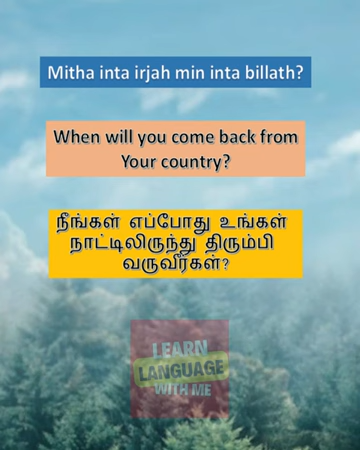 Mitha inta irjah min inta billath?
When will you come back from
Your country?
நீங்கள் எப்போது உங்கள்
நாட்டிலிருந்து திரும்பி
வருவீர்கள்?
LEARN
LANGUAGE
WITH ME